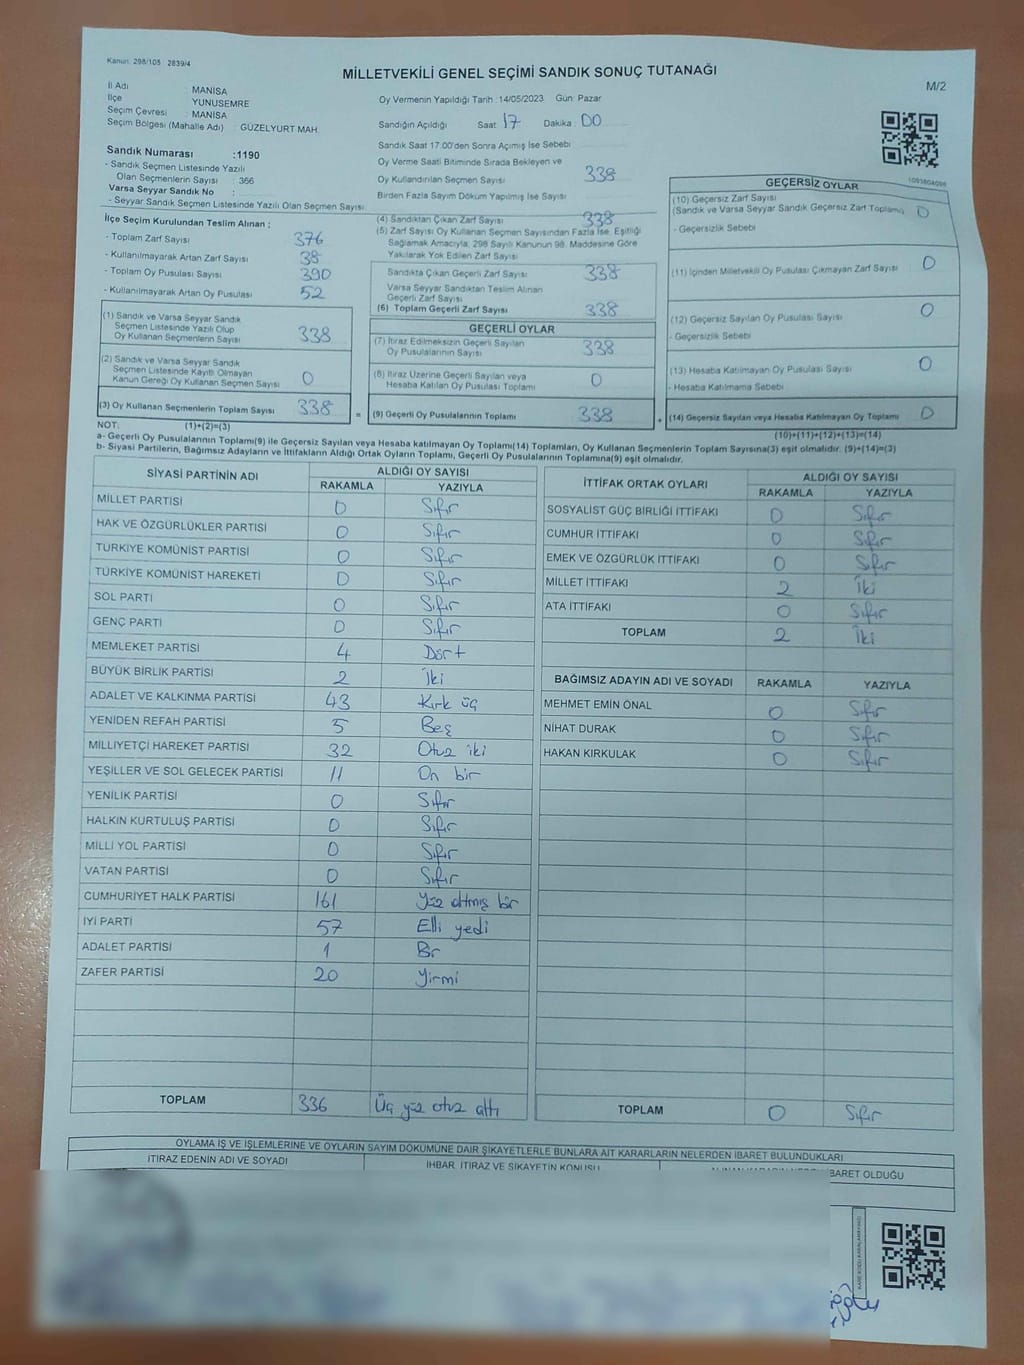 Kanun: 298/105 2839/4
MİLLETVEKİLİ GENEL SEÇİMİ SANDIK SONUÇ TUTANAĞI
M/2
İl Adı : MANİSA
İlçe YUNUSEMRE
Seçim Çevresi : MANİSA
Seçim Bölgesi (Mahalle Adı) : GÜZELYURT MAH.
Sandık Numarası :1190
- Sandık Seçmen Listesinde Yazılı
Olan Seçmenlerin Sayısı : 366
Varsa Seyyar Sandık No :
- Seyyar Sandık Seçmen Listesinde Yazılı Olan Seçmen Sayısı
İlçe Seçim Kurulundan Teslim Alınan ;
- Toplam Zarf Sayısı 376
- Kullanılmayarak Artan Zarf Sayısı 38
- Toplam Oy Pusulası Sayısı 390
- Kullanılmayarak Artan Oy Pusulası 52
Oy Vermenin Yapıldığı Tarih : 14/05/2023 Gün: Pazar
Sandığın Açıldığı Saat 17 Dakika : 00
Sandık Saat 17.00'den Sonra Açımış İse Sebebi
Oy Verme Saati Bitiminde Sırada Bekleyen ve
Oy Kullandırılan Seçmen Sayısı 338
Birden Fazla Sayım Döküm Yapılmış İse Sayısı
(4) Sandıktan Çıkan Zarf Sayısı 338
(5) Zarf Sayısı Oy Kullanan Seçmen Sayısından Fazla İse, Eşitliği
Sağlamak Amacıyla, 298 Sayılı Kanunun 98. Maddesine Göre
Yakılarak Yok Edilen Zarf Sayısı
Sandıkta Çıkan Geçerli Zarf Sayısı 338
Varsa Seyyar Sandıktan Teslim Alınan
Geçerli Zarf Sayısı
(6) Toplam Geçerli Zarf Sayısı 338
1093804096
GEÇERSİZ OYLAR
(10) Geçersiz Zarf Sayısı
(Sandık ve Varsa Seyyar Sandık Geçersiz Zarf Toplamı) 0
- Geçersizlik Sebebi
(11) İçinden Milletvekili Oy Pusulası Çıkmayan Zarf Sayısı 0
(12) Geçersiz Sayılan Oy Pusulası Sayısı 0
- Geçersizlik Sebebi
(13) Hesaba Katılmayan Oy Pusulası Sayısı 0
- Hesaba Katılmama Sebebi
(14) Geçersiz Sayılan veya Hesaba Katılmayan Oy Toplamı 0
(1) Sandık ve Varsa Seyyar Sandık
Seçmen Listesinde Yazılı Olup
Oy Kullanan Seçmenlerin Sayısı 338
(2) Sandık ve Varsa Seyyar Sandık
Seçmen Listesinde Kayıtlı Olmayan
Kanun Gereği Oy Kullanan Seçmen Sayısı 0
(3) Oy Kullanan Seçmenlerin Toplam Sayısı 338 =
GEÇERLİ OYLAR
(7) İtiraz Edilmeksizin Geçerli Sayılan
Oy Pusulalarının Sayısı 338
(8) İtiraz Üzerine Geçerli Sayılan veya
Hesaba Katılan Oy Pusulası Toplamı 0
(9) Geçerli Oy Pusulalarının Toplamı 338 +
NOT: (1)+(2)=(3) (10)+(11)+(12)+(13)=(14)
a- Geçerli Oy Pusulalarının Toplamı(9) ile Geçersiz Sayılan veya Hesaba katılmayan Oy Toplamı(14) Toplamları, Oy Kullanan Seçmenlerin Toplam Sayısına(3) eşit olmalıdır. (9)+(14)=(3)
b- Siyasi Partilerin, Bağımsız Adayların ve İttifakların Aldığı Ortak Oyların Toplamı, Geçerli Oy Pusulalarının Toplamına(9) eşit olmalıdır.
SİYASİ PARTİNİN ADI ALDIĞI OY SAYISI
RAKAMLA YAZIYLA
MİLLET PARTİSİ 0 Sıfır
HAK VE ÖZGÜRLÜKLER PARTİSİ 0 Sıfır
TÜRKİYE KOMÜNİST PARTİSİ 0 Sıfır
TÜRKİYE KOMÜNİST HAREKETİ 0 Sıfır
SOL PARTİ 0 Sıfır
GENÇ PARTİ 0 Sıfır
MEMLEKET PARTİSİ 4 Dört
BÜYÜK BİRLİK PARTİSİ 2 İki
ADALET VE KALKINMA PARTİSİ 43 Kırk üç
YENİDEN REFAH PARTİSİ 5 Beş
MİLLİYETÇİ HAREKET PARTİSİ 32 Otuz iki
YEŞİLLER VE SOL GELECEK PARTİSİ 11 On bir
YENİLİK PARTİSİ 0 Sıfır
HALKIN KURTULUŞ PARTİSİ 0 Sıfır
MİLLİ YOL PARTİSİ 0 Sıfır
VATAN PARTİSİ 0 Sıfır
CUMHURİYET HALK PARTİSİ 161 Yüz altmış bir
İYİ PARTİ 57 Elli yedi
ADALET PARTİSİ 1 Bir
ZAFER PARTİSİ 20 Yirmi
TOPLAM 336 Üç yüz otuz altı
İTTİFAK ORTAK OYLARI ALDIĞI OY SAYISI
RAKAMLA YAZIYLA
SOSYALİST GÜÇ BİRLİĞİ İTTİFAKI 0 Sıfır
CUMHUR İTTİFAKI 0 Sıfır
EMEK VE ÖZGÜRLÜK İTTİFAKI 0 Sıfır
MİLLET İTTİFAKI 2 İki
ATA İTTİFAKI 0 Sıfır
TOPLAM 2 İki
BAĞIMSIZ ADAYIN ADI VE SOYADI RAKAMLA YAZIYLA
MEHMET EMİN ÖNAL 0 Sıfır
NİHAT DURAK 0 Sıfır
HAKAN KIRKULAK 0 Sıfır
TOPLAM 0 Sıfır
OYLAMA İŞ VE İŞLEMLERİNE VE OYLARIN SAYIM DÖKÜMÜNE DAİR ŞİKAYETLERLE BUNLARA AİT KARARLARIN NELERDEN İBARET BULUNDUKLARI
İTİRAZ EDENİN ADI VE SOYADI İHBAR, İTİRAZ VE ŞİKAYETİN KONUSU BARET OLDUĞU